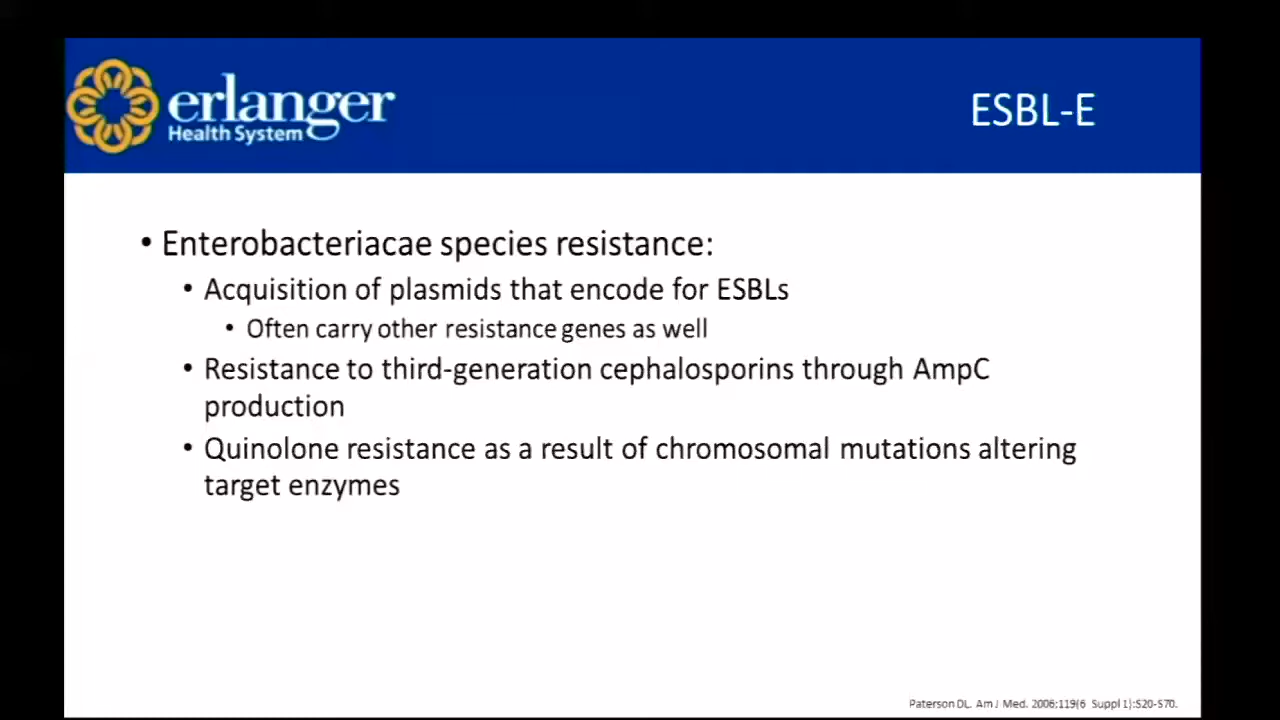 erlanger
Health System
ESBL-E
• Enterobacteriacae species resistance:
• Acquisition of plasmids that encode for ESBLs
• Often carry other resistance genes as well
• Resistance to third-generation cephalosporins through AmpC
production
• Quinolone resistance as a result of chromosomal mutations altering
target enzymes
Paterson DL. Am J Med. 2006;119(6 Suppl 1):S20-S70.